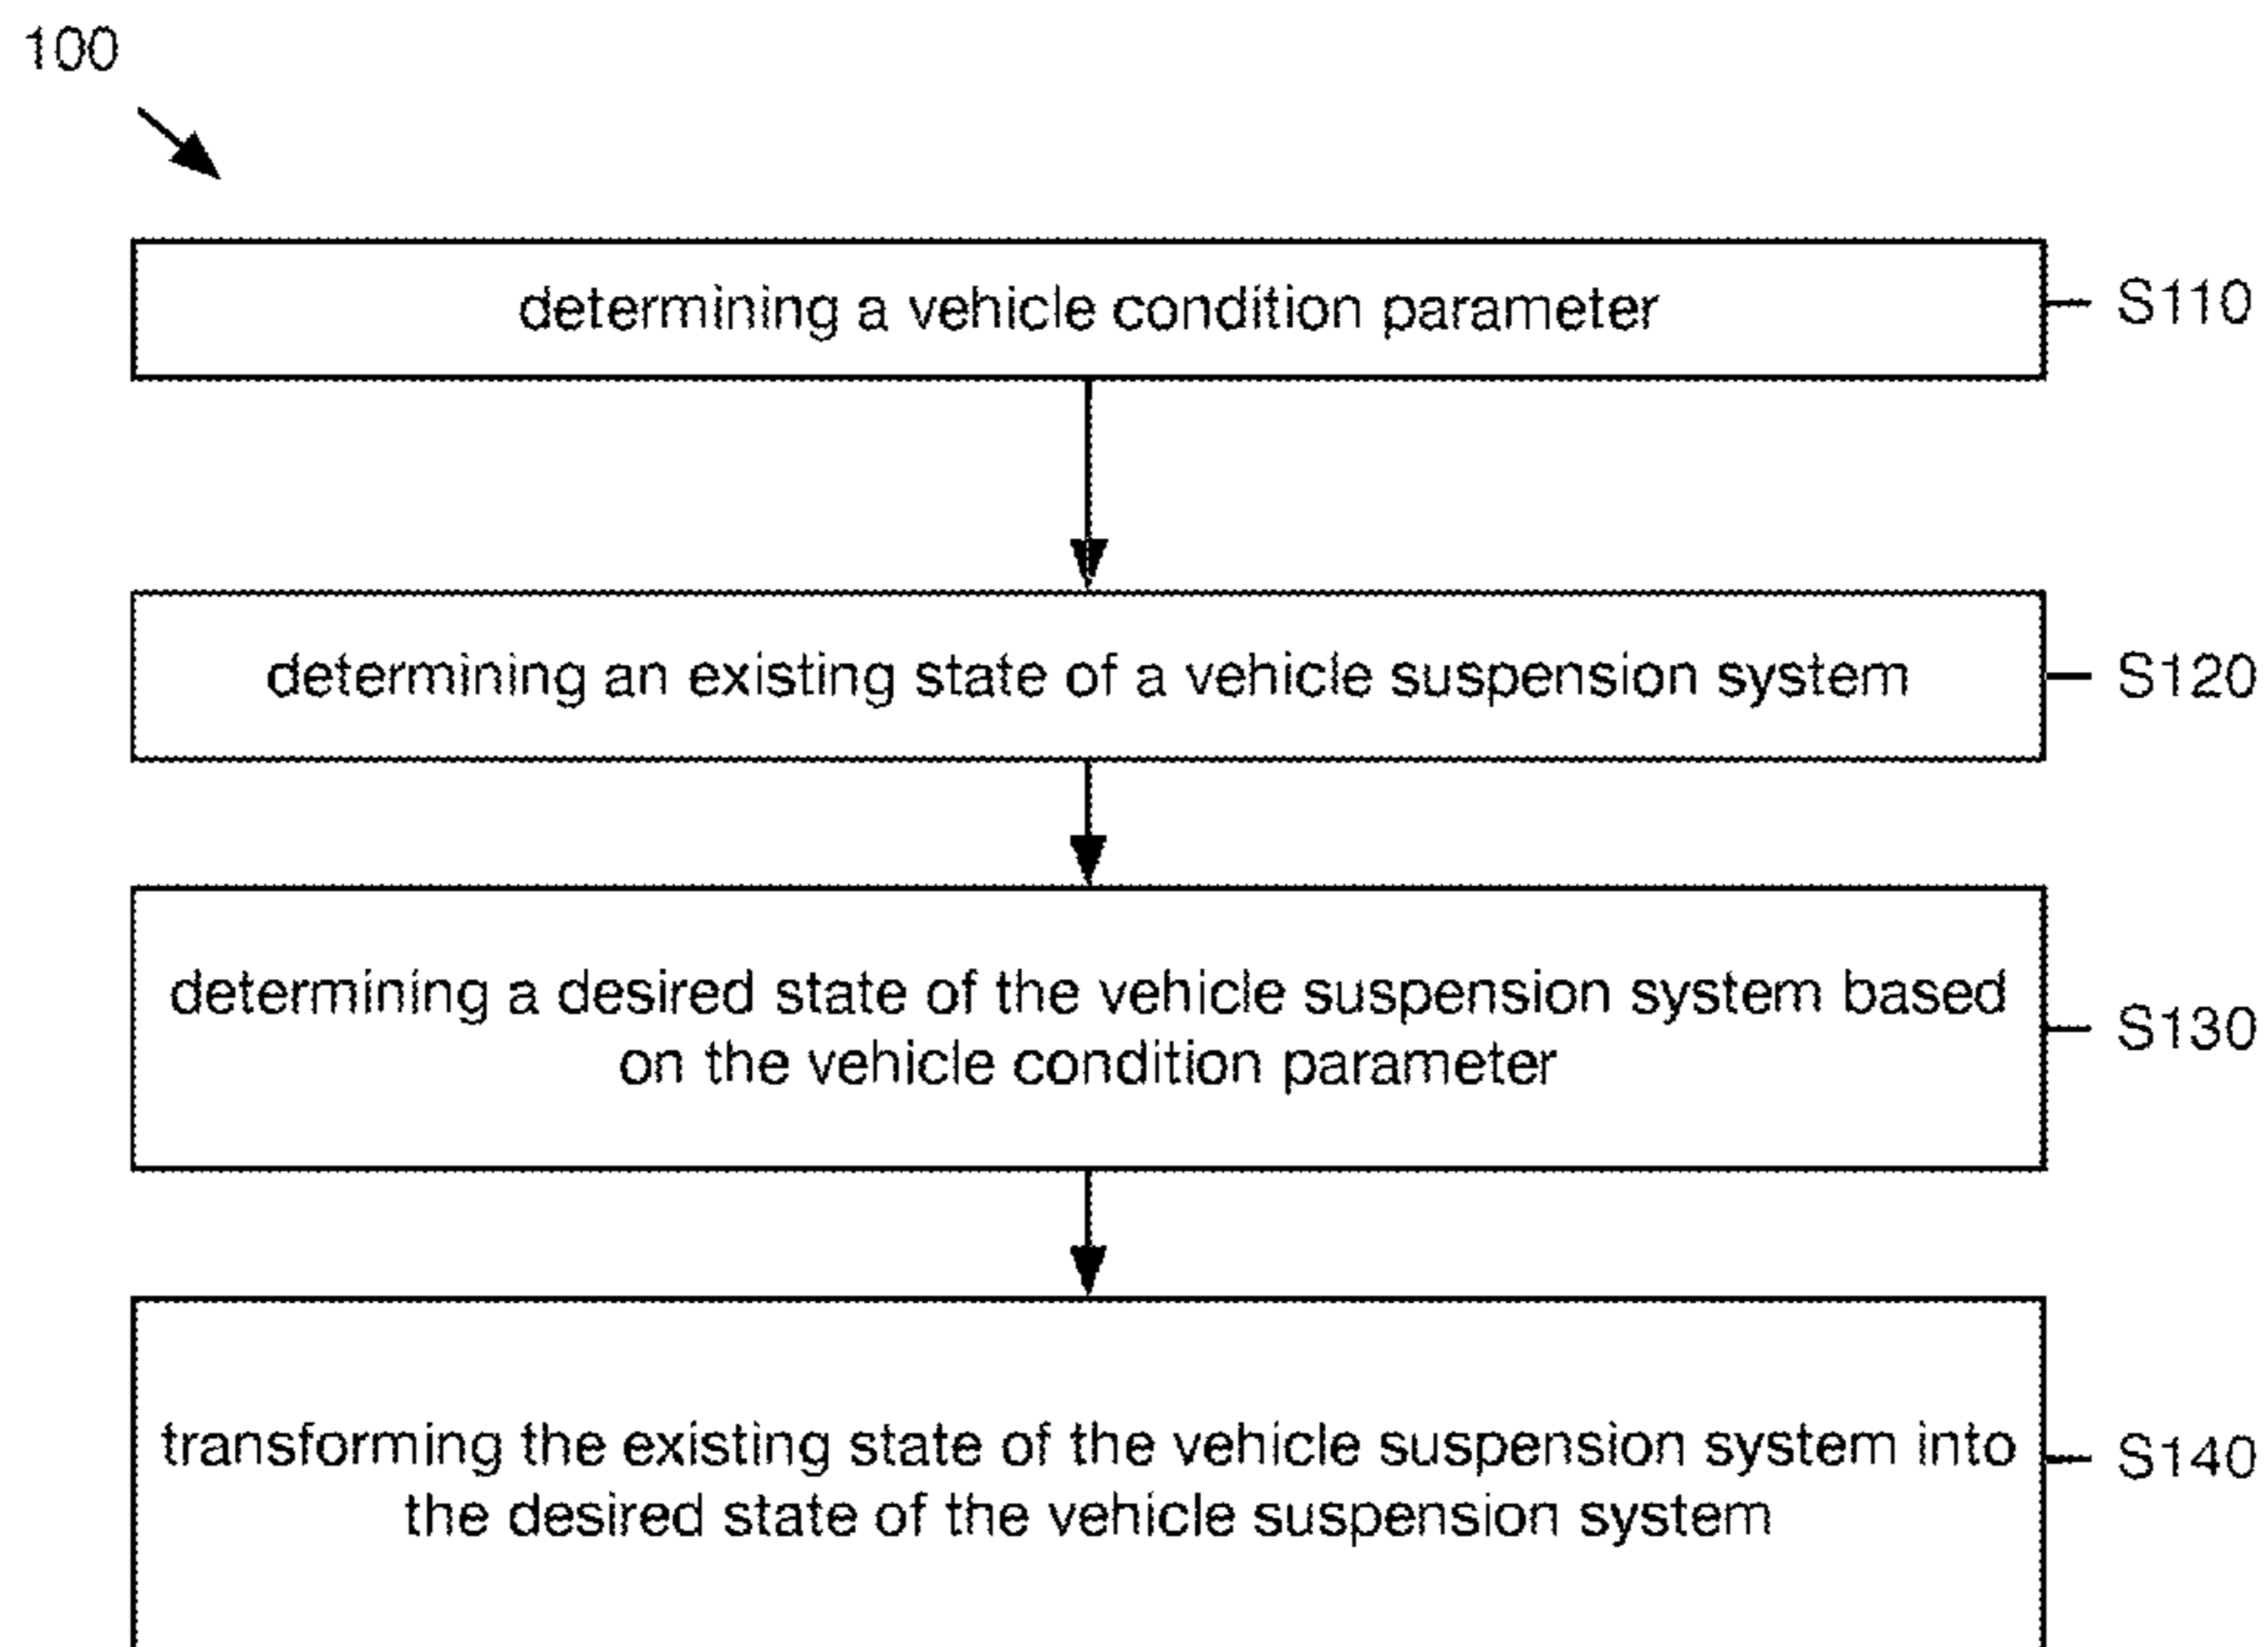 100
determining a vehicle condition parameter
S110
determining an existing state of a vehicle suspension system
S120
determining a desired state of the vehicle suspension system based
on the vehicle condition parameter
S130
transforming the existing state of the vehicle suspension system into
the desired state of the vehicle suspension system
S140